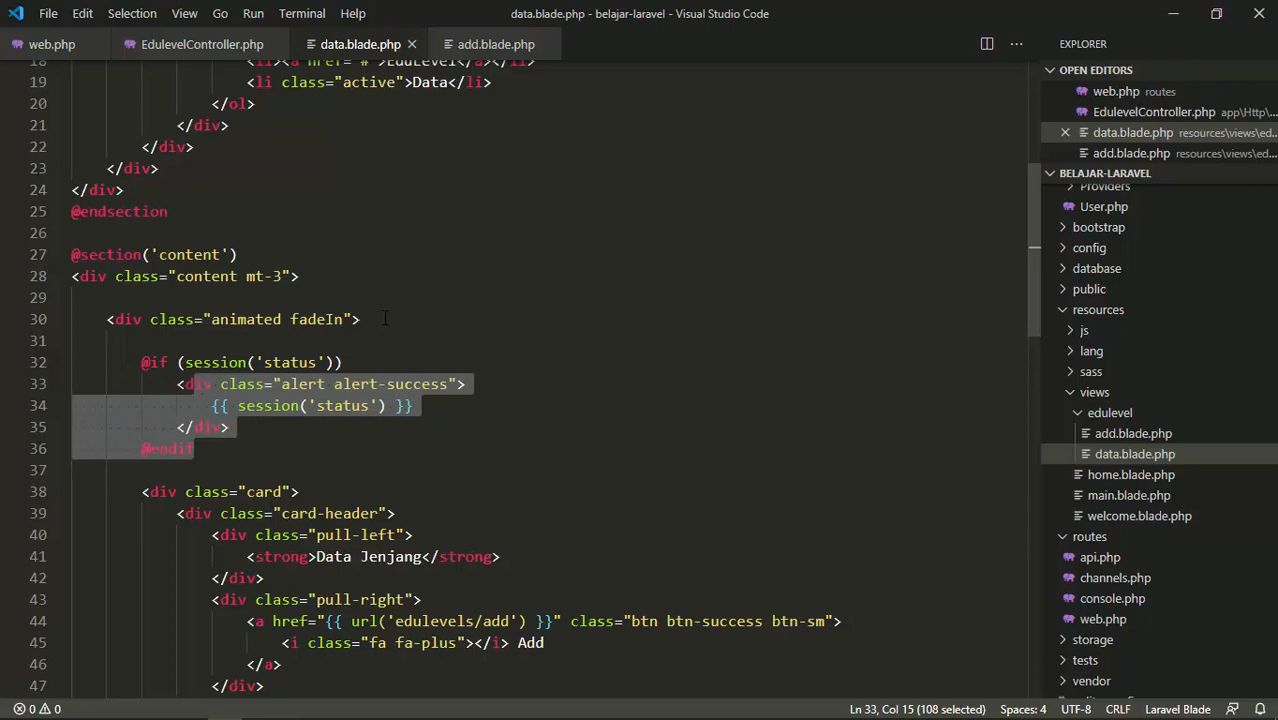 File Edit Selection View Go Run Terminal Help data.blade.php - belajar-laravel - Visual Studio Code
web.php EdulevelController.php data.blade.php × add.blade.php
18 <li><a href="#">EduLevel</a></li>
19 <li class="active">Data</li>
20 </ol>
21 </div>
22 </div>
23 </div>
24 </div>
25 @endsection
26
27 @section('content')
28 <div class="content mt-3">
29
30 <div class="animated fadeIn">
31
32 @if (session('status'))
33 <div class="alert alert-success">
34 {{ session('status') }}
35 </div>
36 @endif
37
38 <div class="card">
39 <div class="card-header">
40 <div class="pull-left">
41 <strong>Data Jenjang</strong>
42 </div>
43 <div class="pull-right">
44 <a href="{{ url('edulevels/add') }}" class="btn btn-success btn-sm">
45 <i class="fa fa-plus"></i> Add
46 </a>
47 </div>
EXPLORER
OPEN EDITORS
web.php routes
EdulevelController.php app\Http\...
× data.blade.php resources\views\ed...
add.blade.php resources\views\ed...
BELAJAR-LARAVEL
Providers
User.php
bootstrap
config
database
public
resources
js
lang
sass
views
edulevel
add.blade.php
data.blade.php
home.blade.php
main.blade.php
welcome.blade.php
routes
api.php
channels.php
console.php
web.php
storage
tests
vendor
0 0 Ln 33, Col 15 (108 selected) Spaces: 4 UTF-8 CRLF Laravel Blade